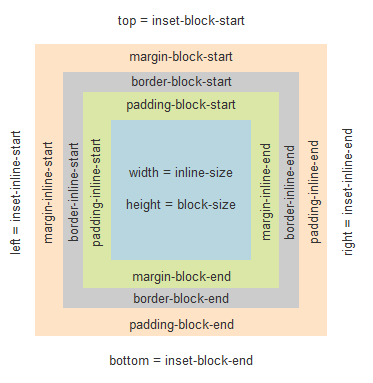 top = inset-block-start
margin-block-start
border-block-start
padding-block-start
left = inset-inline-start
margin-inline-start
border-inline-start
padding-inline-start
width = inline-size
height = block-size
margin-inline-end
border-inline-end
padding-inline-end
right = inset-inline-end
margin-block-end
border-block-end
padding-block-end
bottom = inset-block-end